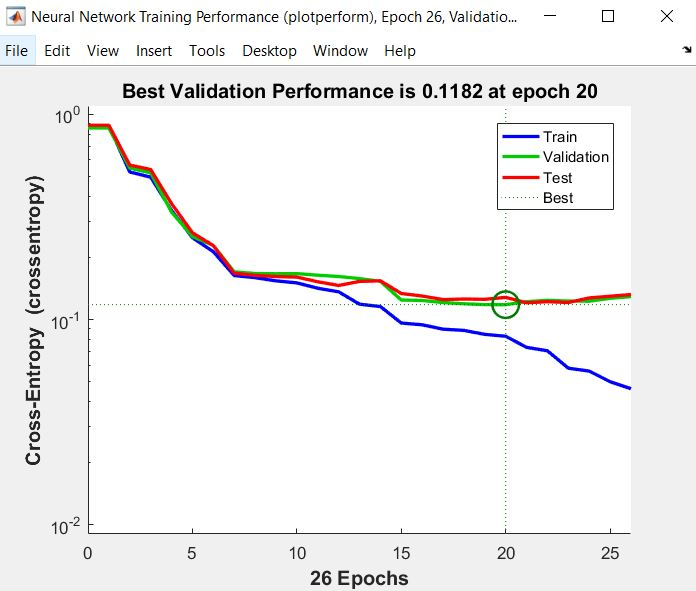 Neural Network Training Performance (plotperform), Epoch 26, Validatio...
File Edit View Insert Tools Desktop Window Help
Best Validation Performance is 0.1182 at epoch 20
Train
Validation
Test
Best
10^0
10^-1
10^-2
Cross-Entropy (crossentropy)
0 5 10 15 20 25
26 Epochs